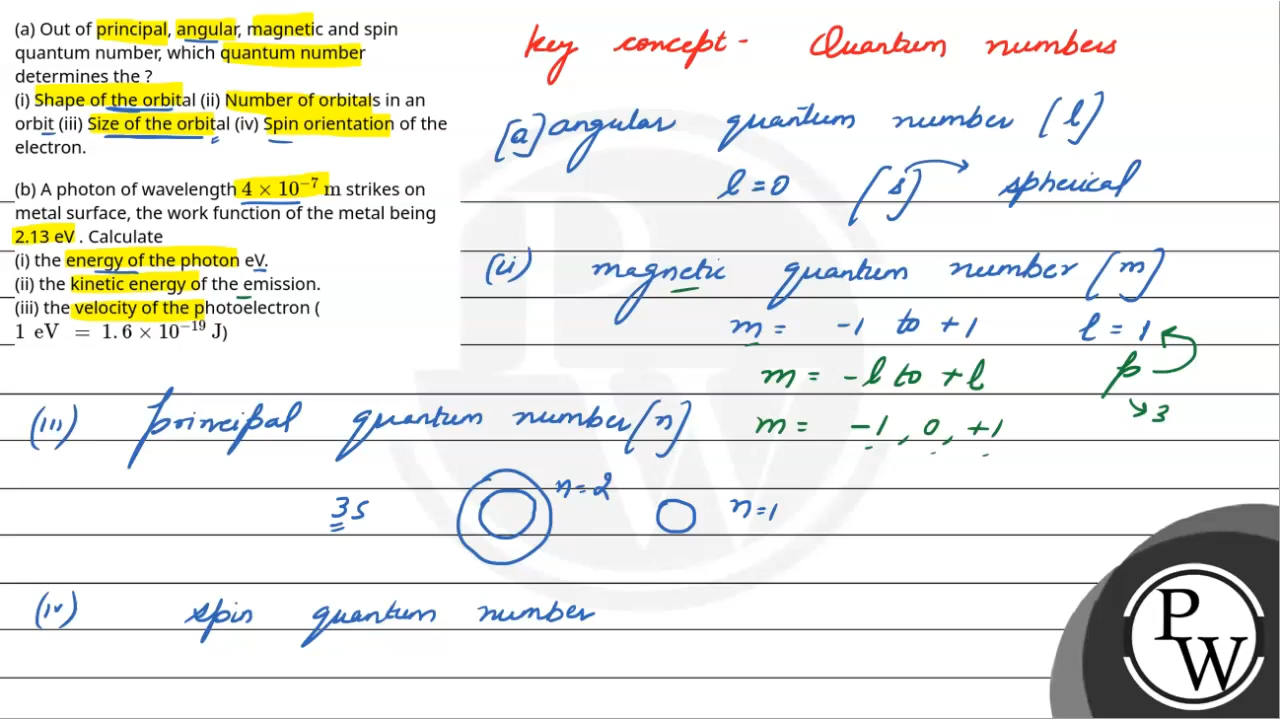 (a) Out of principal, angular, magnetic and spin
quantum number, which quantum number
determines the ?
(i) Shape of the orbital (ii) Number of orbitals in an
orbit (iii) Size of the orbital (iv) Spin orientation of the
electron.
(b) A photon of wavelength 4 × 10⁻⁷ m strikes on
metal surface, the work function of the metal being
2.13 eV . Calculate
(i) the energy of the photon eV.
(ii) the kinetic energy of the emission.
(iii) the velocity of the photoelectron (
1 eV = 1.6 × 10⁻¹⁹ J)
key concept - Quantum numbers
[a] angular quantum number [l]
l = 0 [s] → spherical
(ii) magnetic quantum number [m]
m = -1 to +1 l = 1
m = -l to +l p
→ 3
m = -1, 0, +1
(iii) principal quantum number [n]
3s n=2 n=1
(iv) spin quantum number
P
W